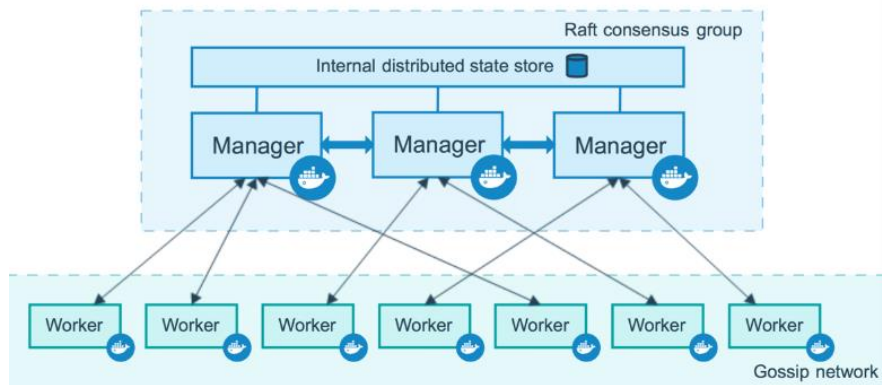 Raft consensus group
Internal distributed state store
Manager Manager Manager
Worker Worker Worker Worker Worker Worker Worker
Gossip network